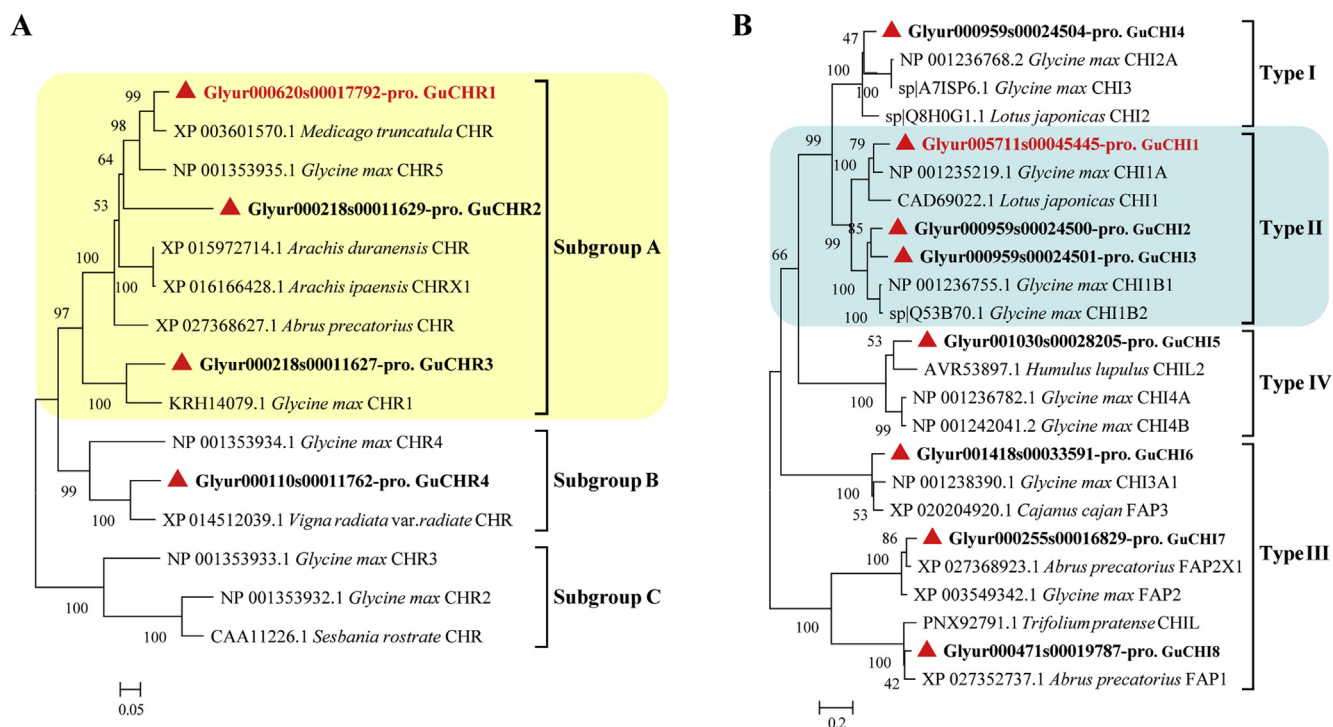 A
99
Glyur000620s00017792-pro. GuCHR1
98
XP 003601570.1 Medicago truncatula CHR
64
NP 001353935.1 Glycine max CHR5
53
Glyur000218s00011629-pro. GuCHR2
XP 015972714.1 Arachis duranensis CHR
100
100
XP 016166428.1 Arachis ipaensis CHRX1
97
XP 027368627.1 Abrus precatorius CHR
Glyur000218s00011627-pro. GuCHR3
100
KRH14079.1 Glycine max CHR1
Subgroup A
NP 001353934.1 Glycine max CHR4
99
Glyur000110s00011762-pro. GuCHR4
100
XP 014512039.1 Vigna radiata var.radiate CHR
Subgroup B
NP 001353933.1 Glycine max CHR3
100
NP 001353932.1 Glycine max CHR2
100
CAA11226.1 Sesbania rostrate CHR
Subgroup C
0.05
B
47
Glyur000959s00024504-pro. GuCHI4
100
NP 001236768.2 Glycine max CHI2A
100
sp|A7ISP6.1 Glycine max CHI3
sp|Q8H0G1.1 Lotus japonicas CHI2
Type I
99
79
Glyur005711s00045445-pro. GuCHI1
100
NP 001235219.1 Glycine max CHI1A
CAD69022.1 Lotus japonicas CHI1
85
Glyur000959s00024500-pro. GuCHI2
99
Glyur000959s00024501-pro. GuCHI3
66
NP 001236755.1 Glycine max CHI1B1
100
100
sp|Q53B70.1 Glycine max CHI1B2
Type II
53
Glyur001030s00028205-pro. GuCHI5
AVR53897.1 Humulus lupulus CHIL2
100
NP 001236782.1 Glycine max CHI4A
99
NP 001242041.2 Glycine max CHI4B
Type IV
Glyur001418s00033591-pro. GuCHI6
100
NP 001238390.1 Glycine max CHI3A1
53
XP 020204920.1 Cajanus cajan FAP3
86
Glyur000255s00016829-pro. GuCHI7
100
XP 027368923.1 Abrus precatorius FAP2X1
XP 003549342.1 Glycine max FAP2
100
PNX92791.1 Trifolium pratense CHIL
100
Glyur000471s00019787-pro. GuCHI8
42
XP 027352737.1 Abrus precatorius FAP1
Type III
0.2